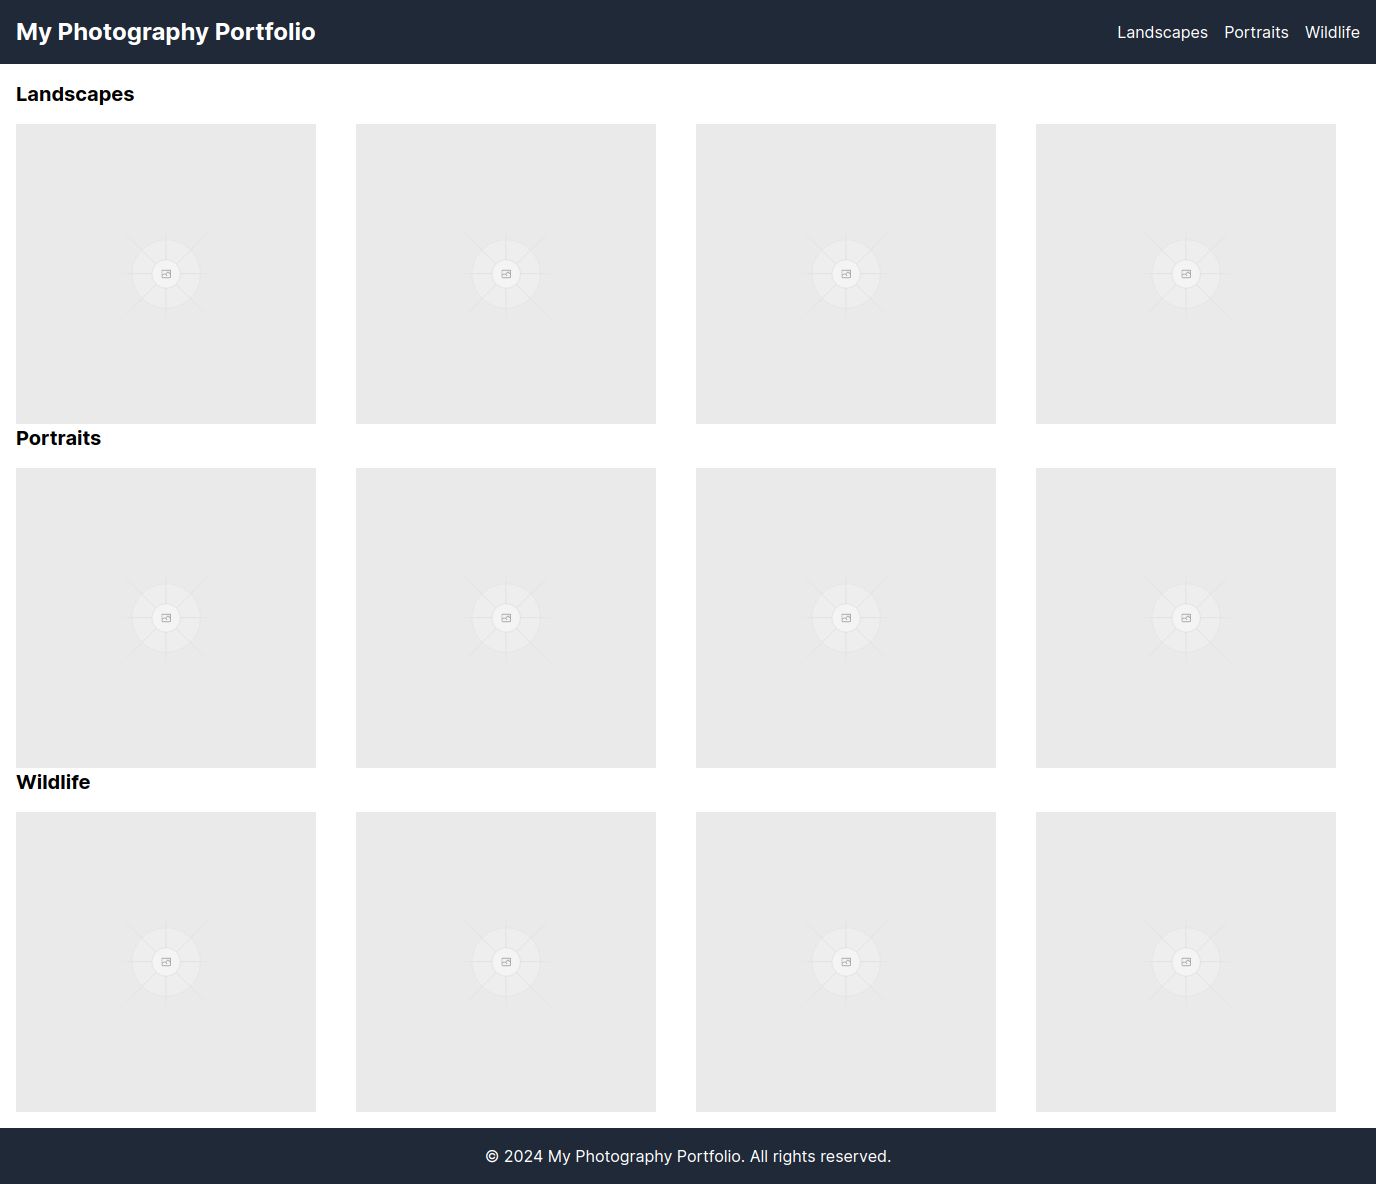 My Photography Portfolio
Landscapes Portraits Wildlife
Landscapes
Portraits
Wildlife
© 2024 My Photography Portfolio. All rights reserved.